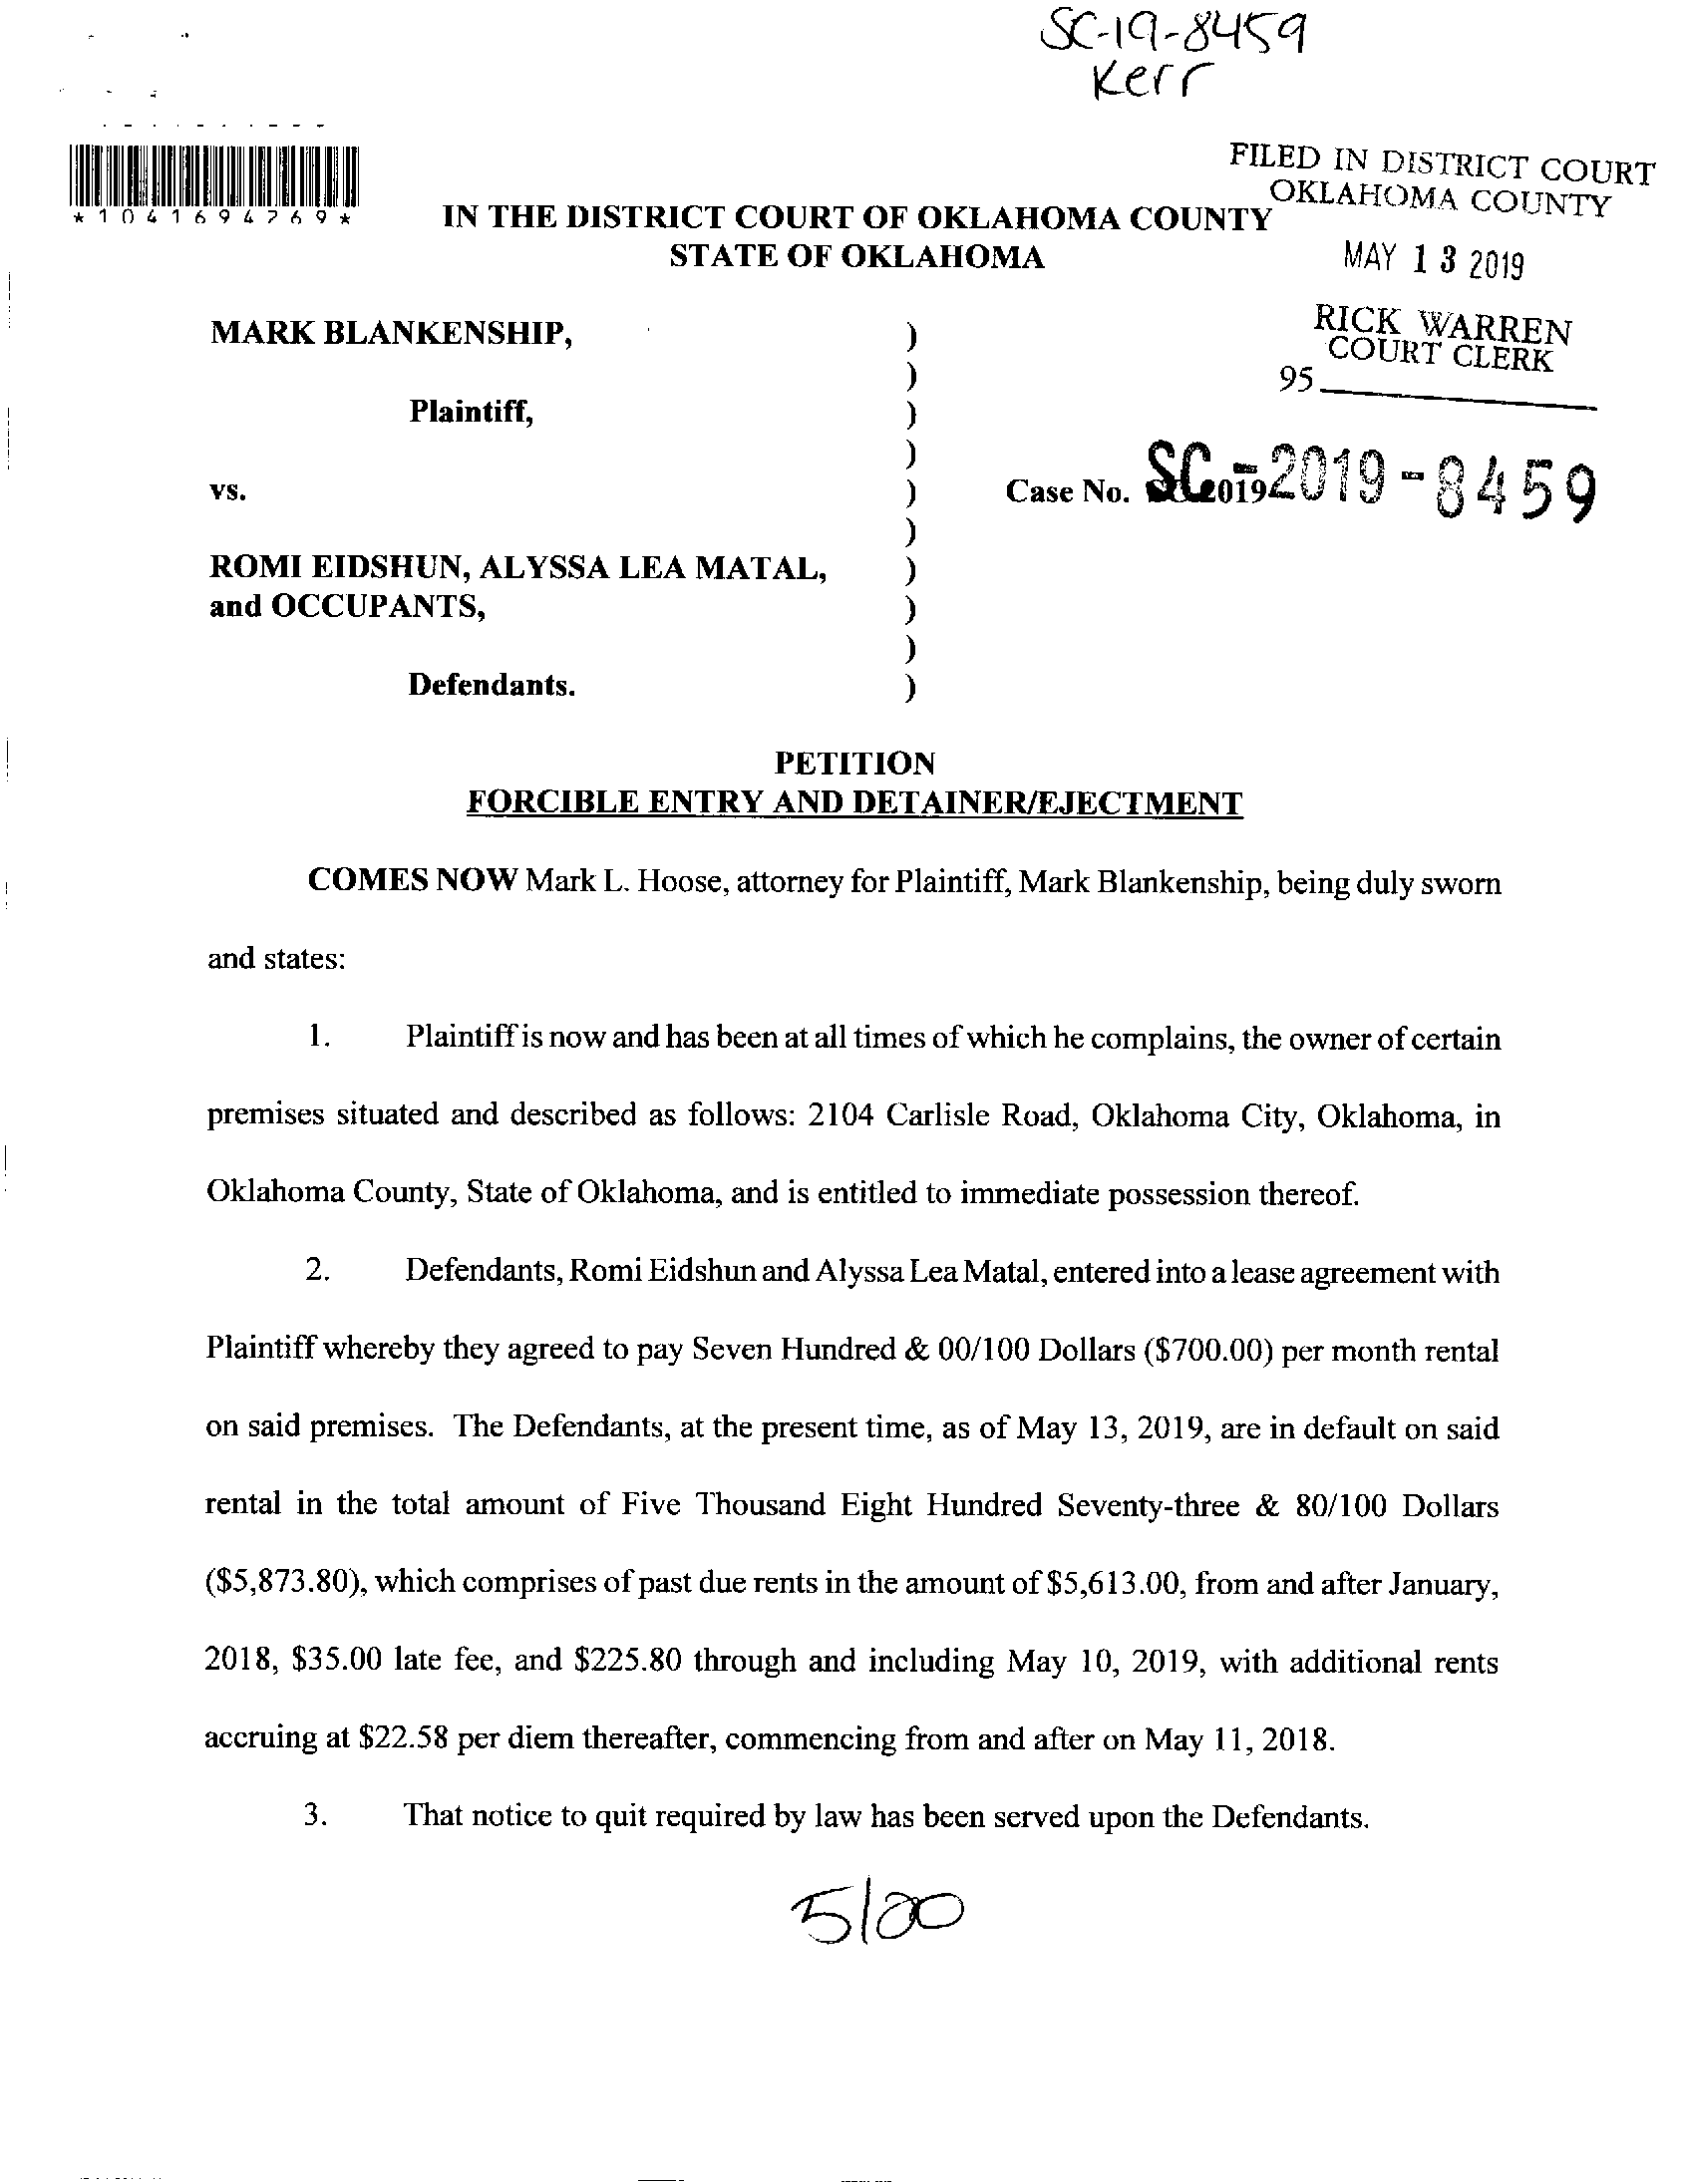 SC-19-8459
Kerr
FILED IN DISTRICT COURT
OKLAHOMA COUNTY
*1041694769*
IN THE DISTRICT COURT OF OKLAHOMA COUNTY
STATE OF OKLAHOMA
MAY 13 2019
RICK WARREN
COURT CLERK
95
MARK BLANKENSHIP,
Plaintiff,
vs.
Case No. SC-2019-8459
ROMI EIDSHUN, ALYSSA LEA MATAL,
and OCCUPANTS,
Defendants.
)
)
)
)
)
)
)
)
)
)
PETITION
FORCIBLE ENTRY AND DETAINER/EJECTMENT
COMES NOW Mark L. Hoose, attorney for Plaintiff, Mark Blankenship, being duly sworn
and states:
1. Plaintiff is now and has been at all times of which he complains, the owner of certain
premises situated and described as follows: 2104 Carlisle Road, Oklahoma City, Oklahoma, in
Oklahoma County, State of Oklahoma, and is entitled to immediate possession thereof.
2. Defendants, Romi Eidshun and Alyssa Lea Matal, entered into a lease agreement with
Plaintiff whereby they agreed to pay Seven Hundred & 00/100 Dollars ($700.00) per month rental
on said premises. The Defendants, at the present time, as of May 13, 2019, are in default on said
rental in the total amount of Five Thousand Eight Hundred Seventy-three & 80/100 Dollars
($5,873.80), which comprises of past due rents in the amount of $5,613.00, from and after January,
2018, $35.00 late fee, and $225.80 through and including May 10, 2019, with additional rents
accruing at $22.58 per diem thereafter, commencing from and after on May 11, 2018.
3. That notice to quit required by law has been served upon the Defendants.